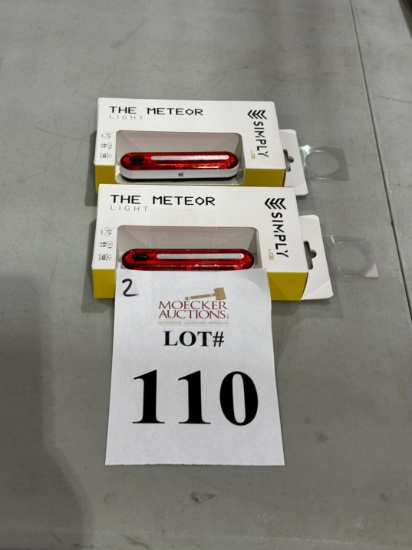 THE METEOR
LIGHT
SIMPLY
THE METEOR
LIGHT
SIMPLY
2
MOECKER
AUCTIONS
LOT#
110